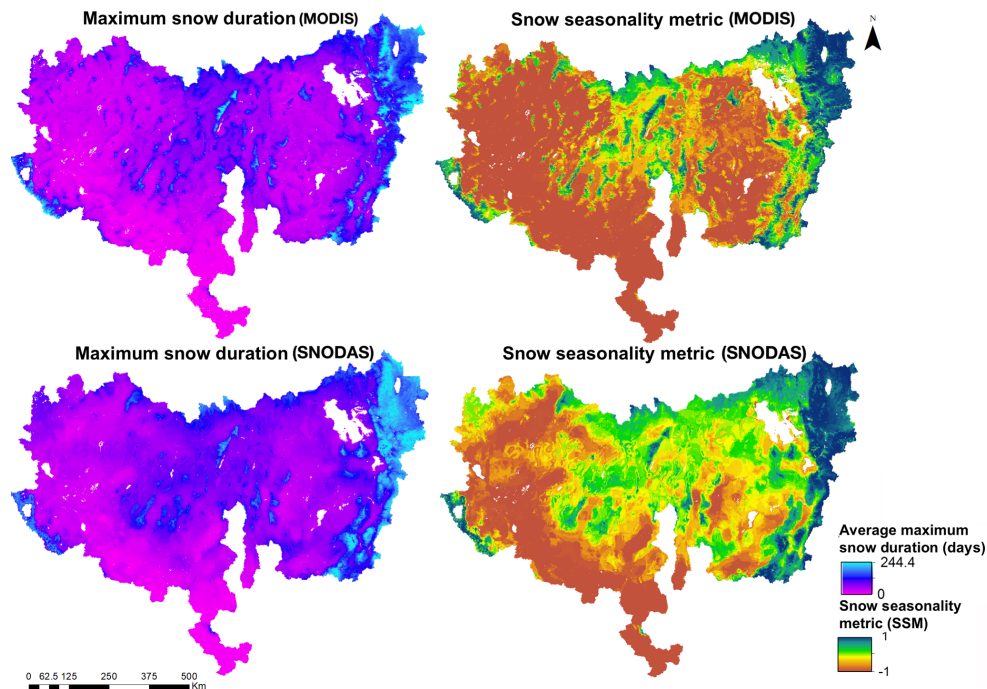 Maximum snow duration (MODIS)
Snow seasonality metric (MODIS)
N
Maximum snow duration (SNODAS)
Snow seasonality metric (SNODAS)
Average maximum
snow duration (days)
244.4
0
Snow seasonality
metric (SSM)
1
-1
0 62.5 125 250 375 500
Km